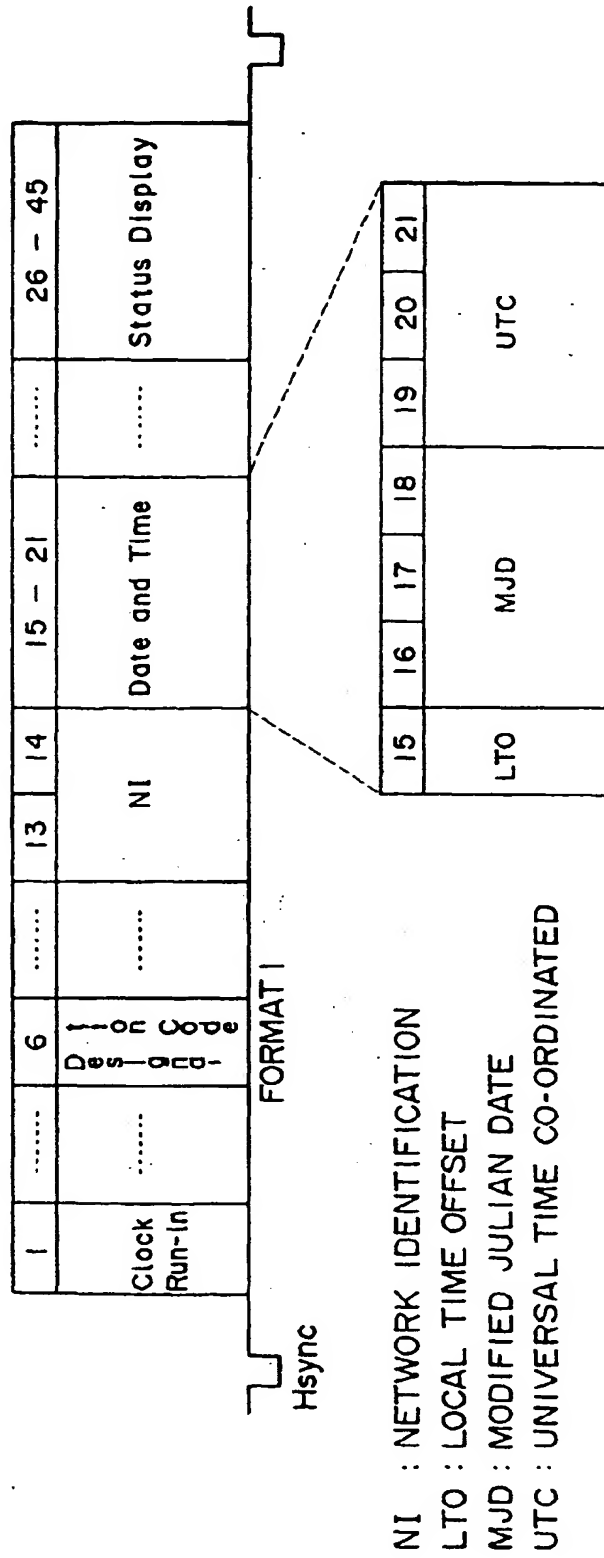 1 ........ 6 ........ 13 14 15 - 21 ........ 26 - 45
Clock Run-In ........ Designa- tion Code ........ NI Date and Time ........ Status Display
Hsync
FORMAT 1
15 16 17 18 19 20 21
LTO MJD UTC
NI : NETWORK IDENTIFICATION
LTO : LOCAL TIME OFFSET
MJD : MODIFIED JULIAN DATE
UTC : UNIVERSAL TIME CO-ORDINATED